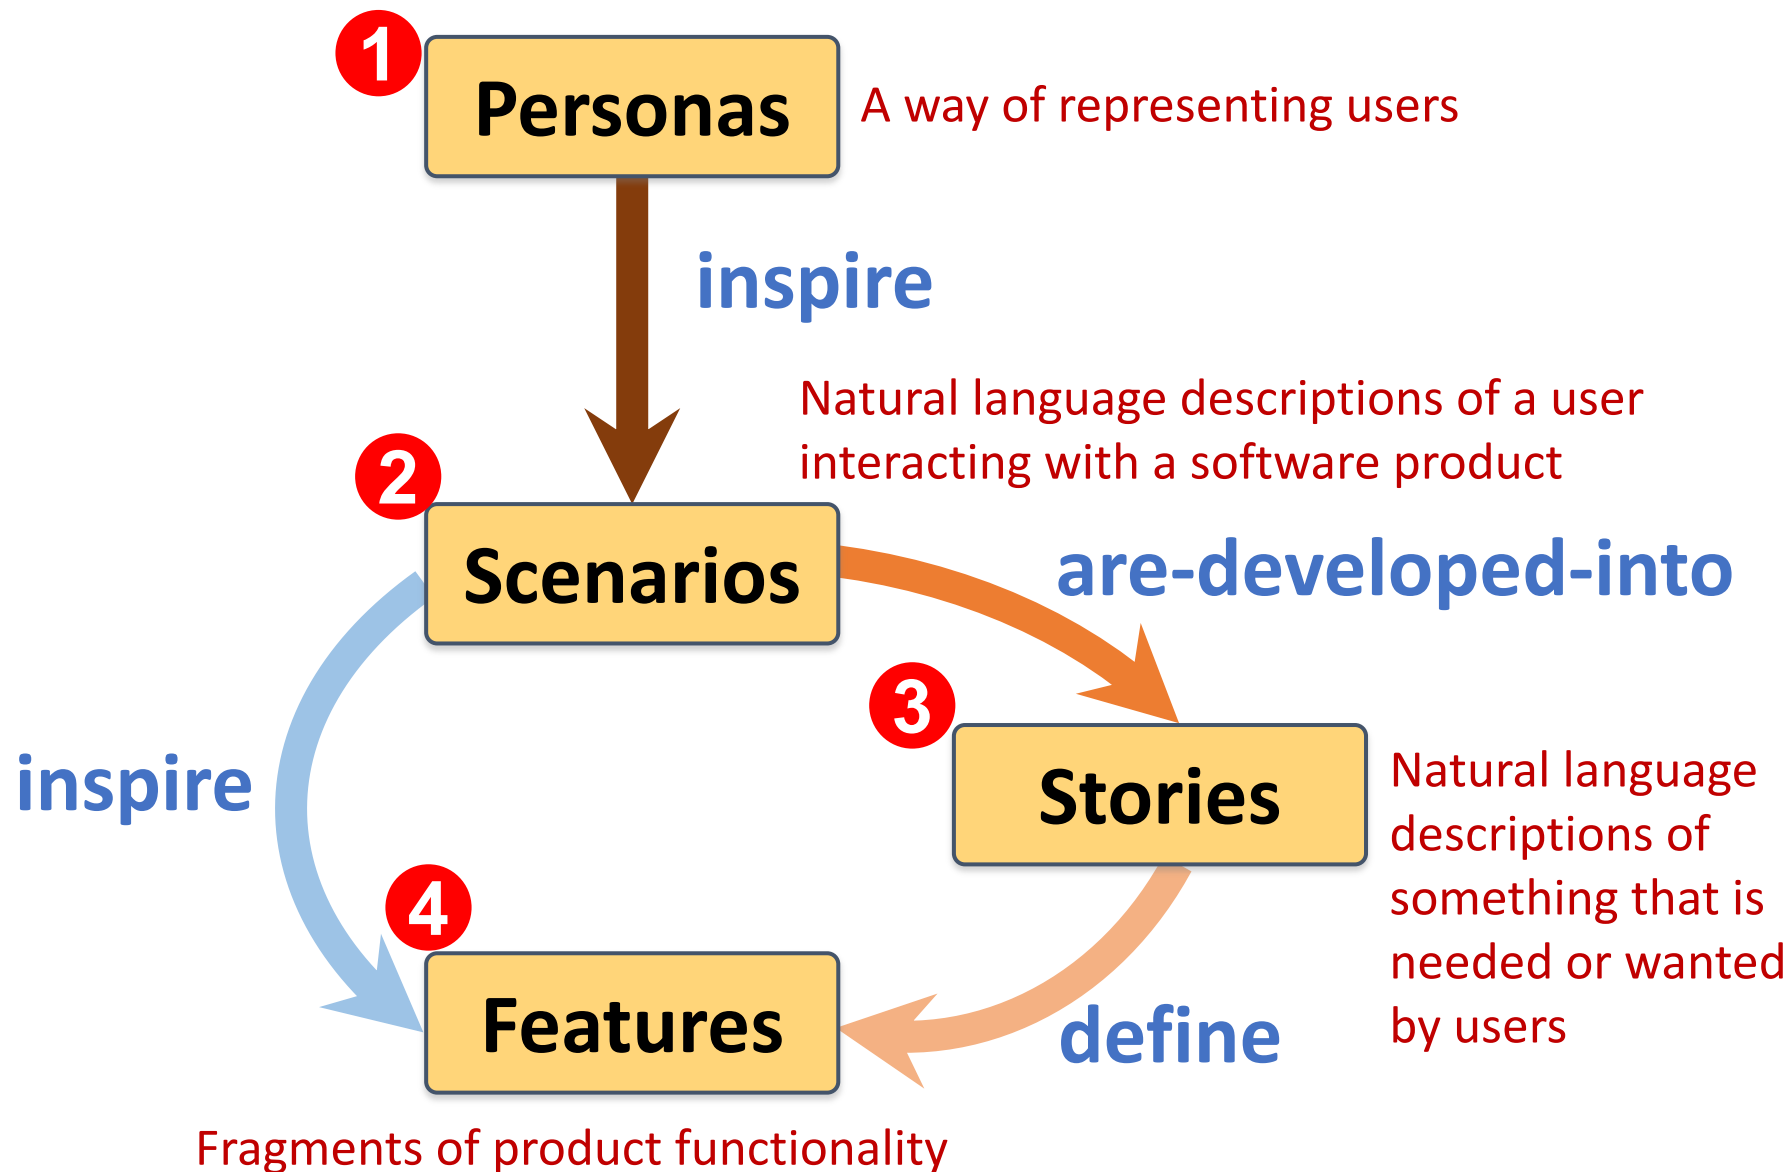 1
Personas
A way of representing users
inspire
Natural language descriptions of a user
interacting with a software product
2
Scenarios
are-developed-into
3
Stories
Natural language
descriptions of
something that is
needed or wanted
by users
inspire
4
Features
define
Fragments of product functionality